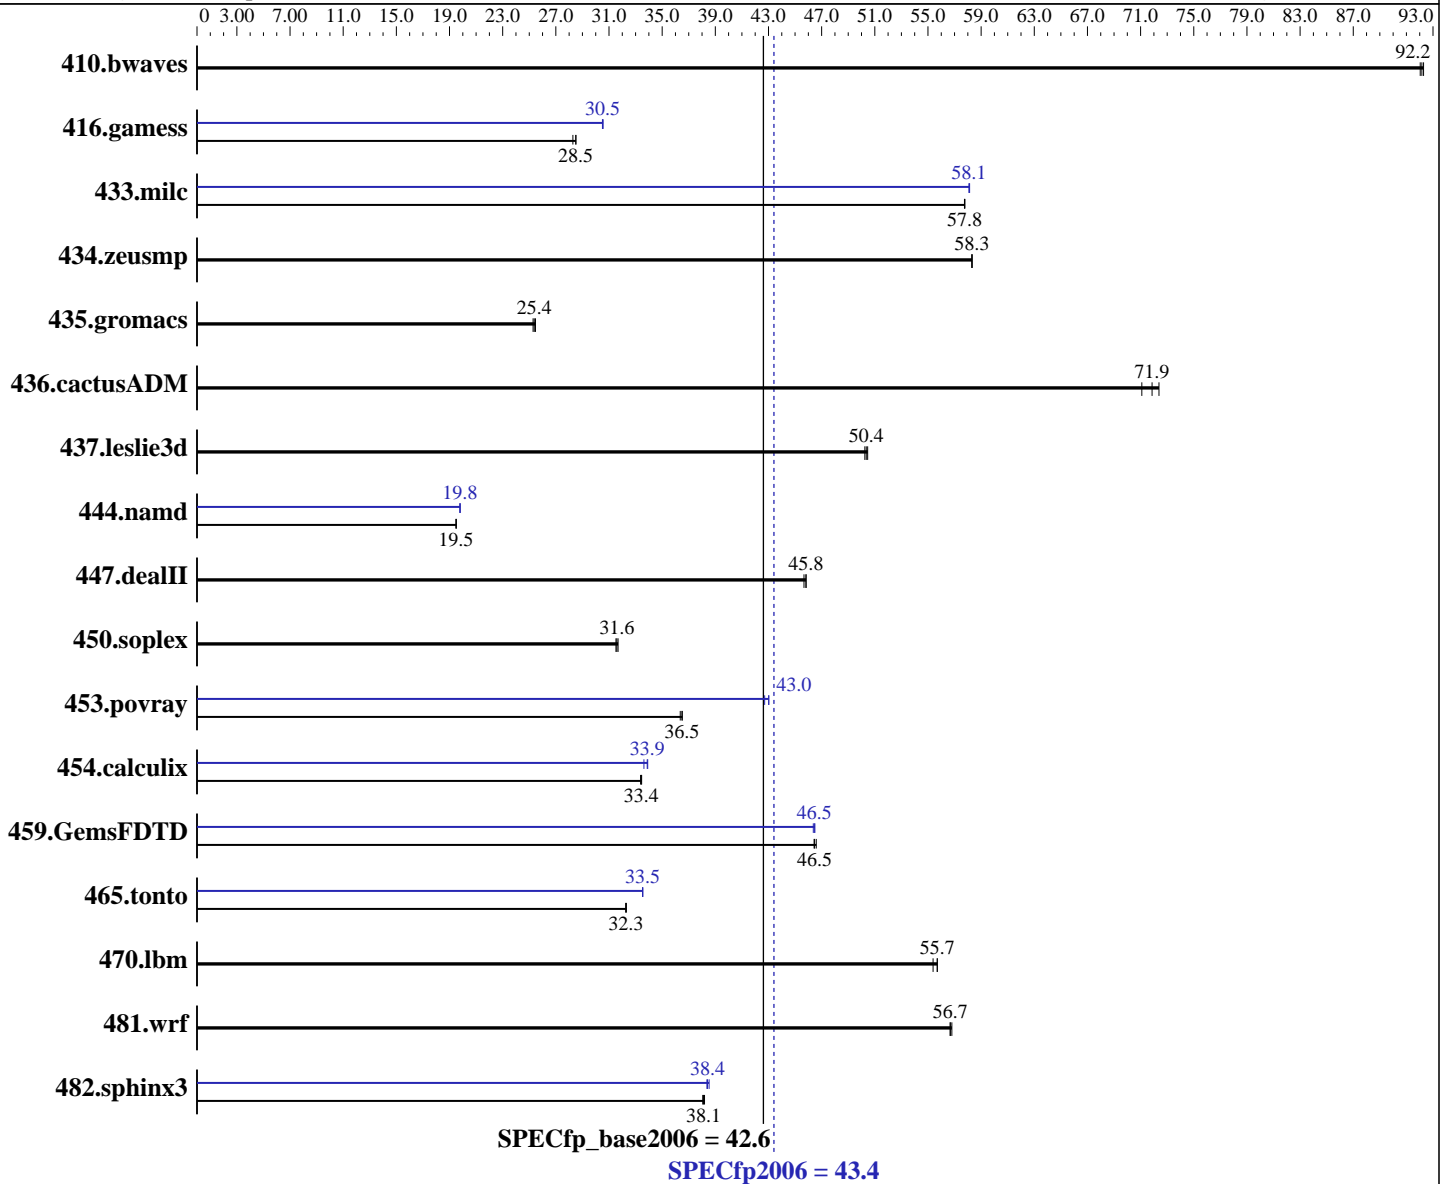 0 3.00 7.00 11.0 15.0 19.0 23.0 27.0 31.0 35.0 39.0 43.0 47.0 51.0 55.0 59.0 63.0 67.0 71.0 75.0 79.0 83.0 87.0 93.0
410.bwaves 92.2
416.gamess 30.5
28.5
433.milc 58.1
57.8
434.zeusmp 58.3
435.gromacs 25.4
436.cactusADM 71.9
437.leslie3d 50.4
444.namd 19.8
19.5
447.dealII 45.8
450.soplex 31.6
453.povray 43.0
36.5
454.calculix 33.9
33.4
459.GemsFDTD 46.5
46.5
465.tonto 33.5
32.3
470.lbm 55.7
481.wrf 56.7
482.sphinx3 38.4
38.1
SPECfp_base2006 = 42.6
SPECfp2006 = 43.4